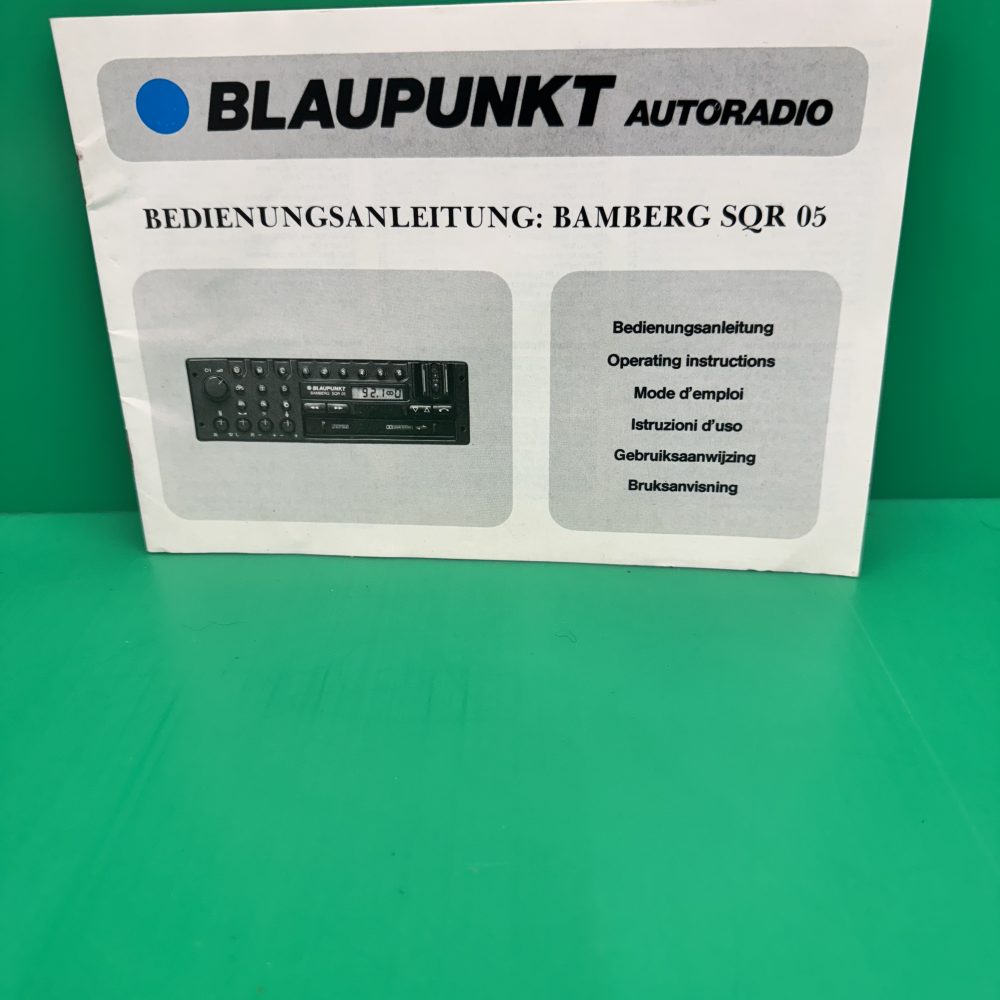 BLAUPUNKT AUTORADIO
BEDIENUNGSANLEITUNG: BAMBERG SQR 05
Bedienungsanleitung
Operating instructions
Mode d'emploi
Istruzioni d'uso
Gebruiksaanwijzing
Bruksanvisning
BLAUPUNKT
BAMBERG SQR 05
92.1